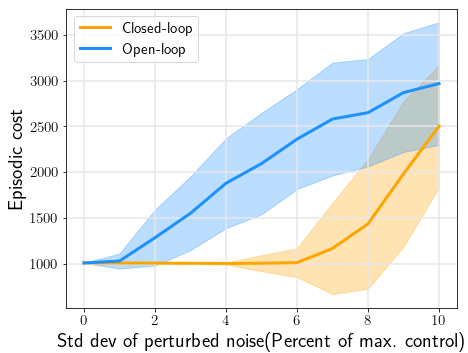 Closed-loop
Open-loop
3500
3000
2500
2000
1500
1000
Episodic cost
0 2 4 6 8 10
Std dev of perturbed noise(Percent of max. control)